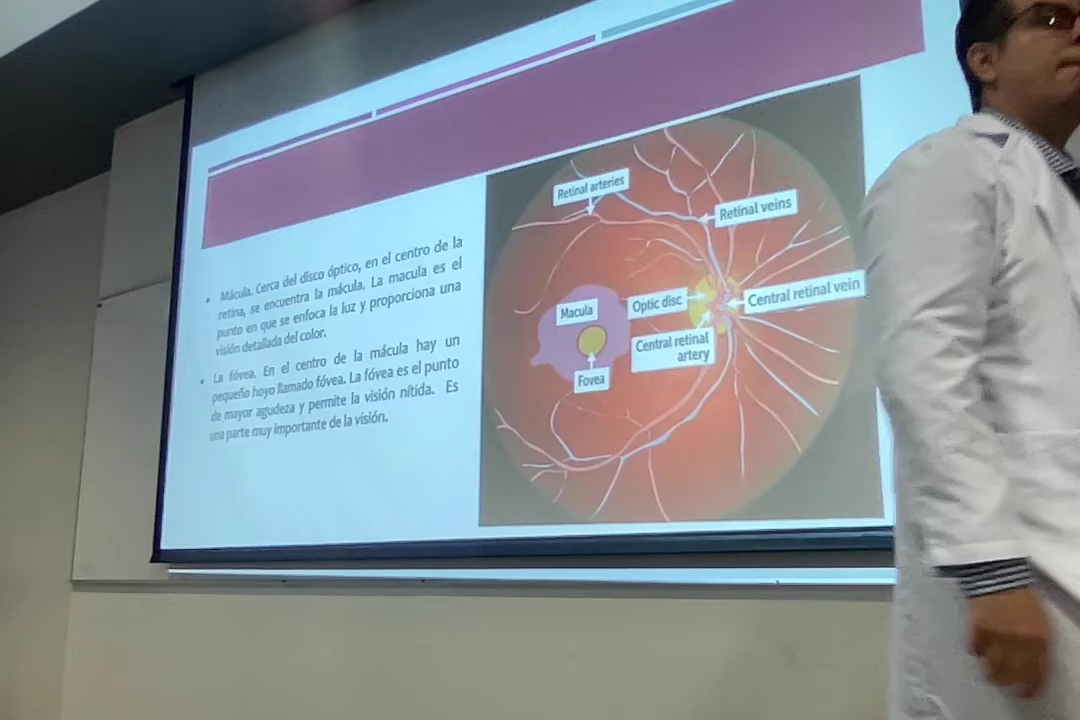 Mácula. Cerca del disco óptico, en el centro de la
retina, se encuentra la mácula. La macula es el
punto en que se enfoca la luz y proporciona una
visión detallada del color.
La fóvea. En el centro de la mácula hay un
pequeño hoyo llamado fóvea. La fóvea es el punto
de mayor agudeza y permite la visión nítida. Es
una parte muy importante de la visión.
Retinal arteries
Retinal veins
Macula
Optic disc
Central retinal vein
Central retinal
artery
Fovea